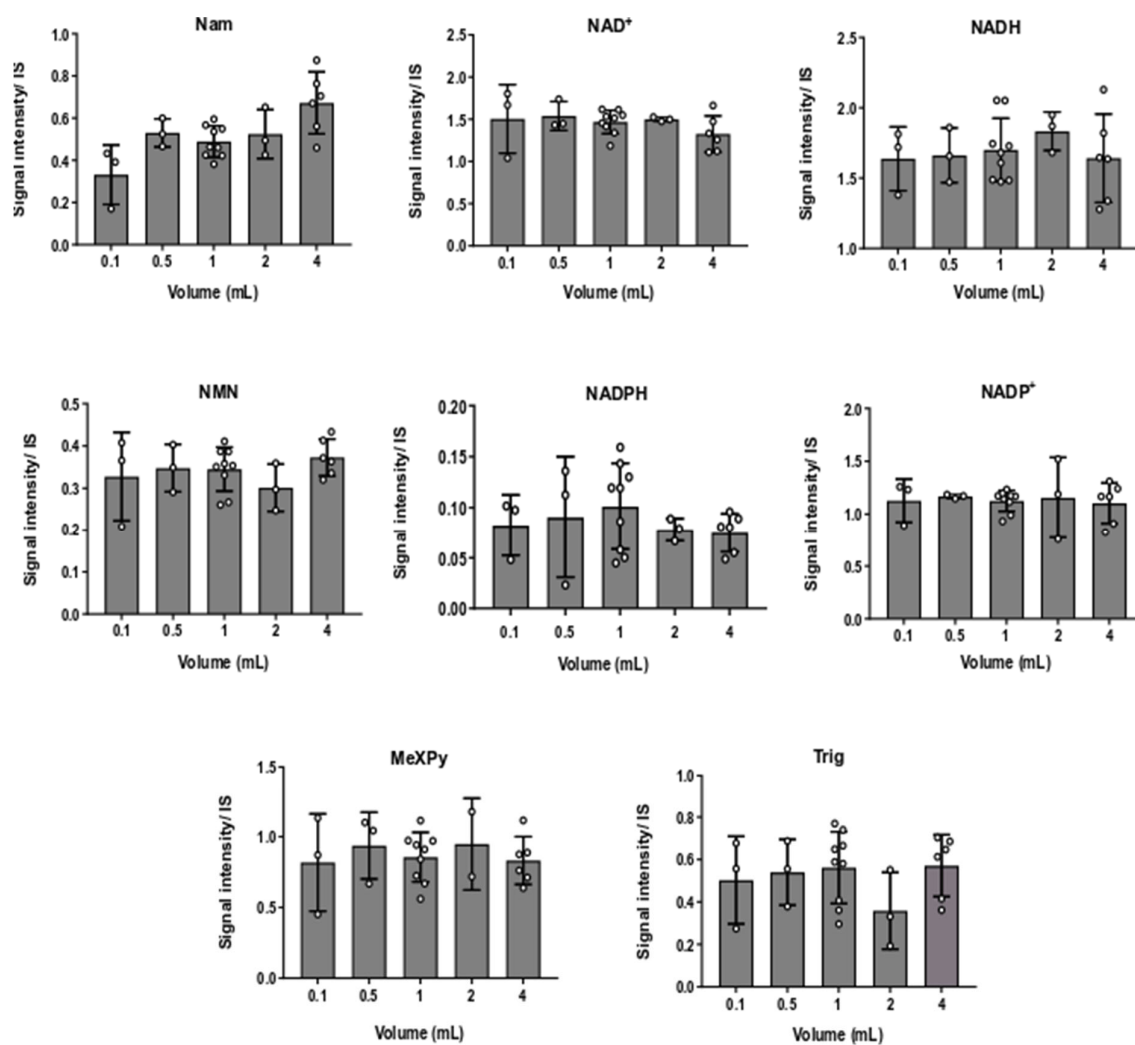 Nam
Signal intensity/ IS
1.0
0.8
0.6
0.4
0.2
0.0
0.1 0.5 1 2 4
Volume (mL)
NAD+
Signal intensity/ IS
2.5
2.0
1.5
1.0
0.5
0.0
0.1 0.5 1 2 4
Volume (mL)
NADH
Signal intensity/ IS
2.5
2.0
1.5
1.0
0.1 0.5 1 2 4
Volume (mL)
NMN
Signal intensity/ IS
0.5
0.4
0.3
0.2
0.1
0.0
0.1 0.5 1 2 4
Volume (mL)
NADPH
Signal intensity/ IS
0.20
0.15
0.10
0.05
0.00
0.1 0.5 1 2 4
Volume (mL)
NADP+
Signal intensity/ IS
2.0
1.5
1.0
0.5
0.0
0.1 0.5 1 2 4
Volume (mL)
MeXPy
Signal intensity/ IS
1.5
1.0
0.5
0.0
0.1 0.5 1 2 4
Volume (mL)
Trig
Signal intensity/ IS
1.0
0.8
0.6
0.4
0.2
0.0
0.1 0.5 1 2 4
Volume (mL)